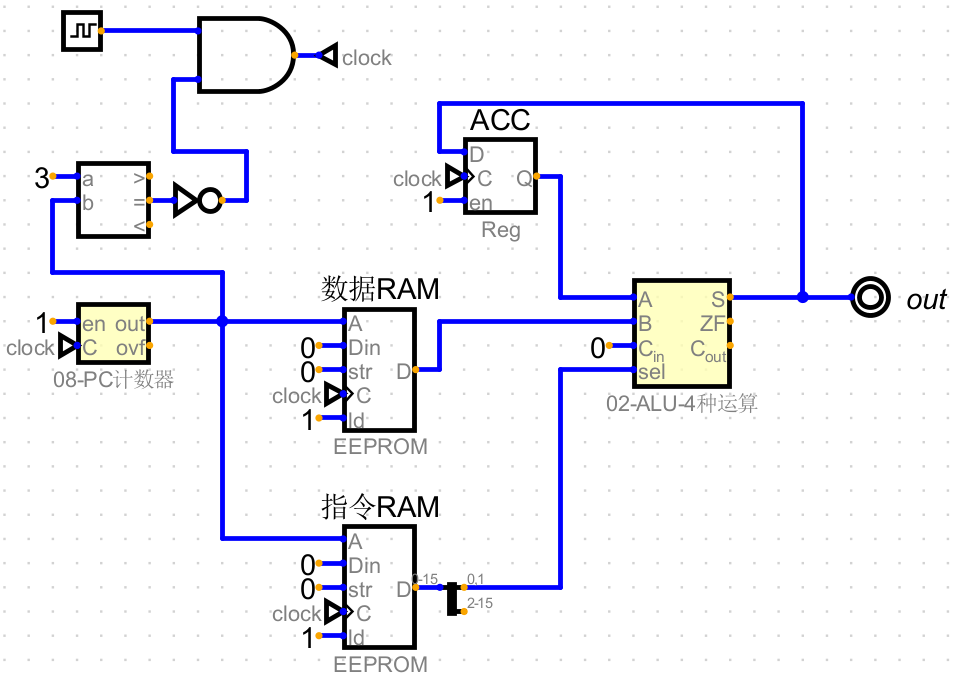 clock
ACC
3
a
>
b
=
<
D
clock
C
Q
1
en
Reg
数据RAM
A
S
out
1
en
out
A
B
ZF
clock
C
ovf
0
Din
0
Cin
Cout
08-PC计数器
0
str
D
sel
clock
C
02-ALU-4种运算
1
ld
EEPROM
指令RAM
A
0
Din
0
str
D
0-15
0,1
2-15
clock
C
1
ld
EEPROM